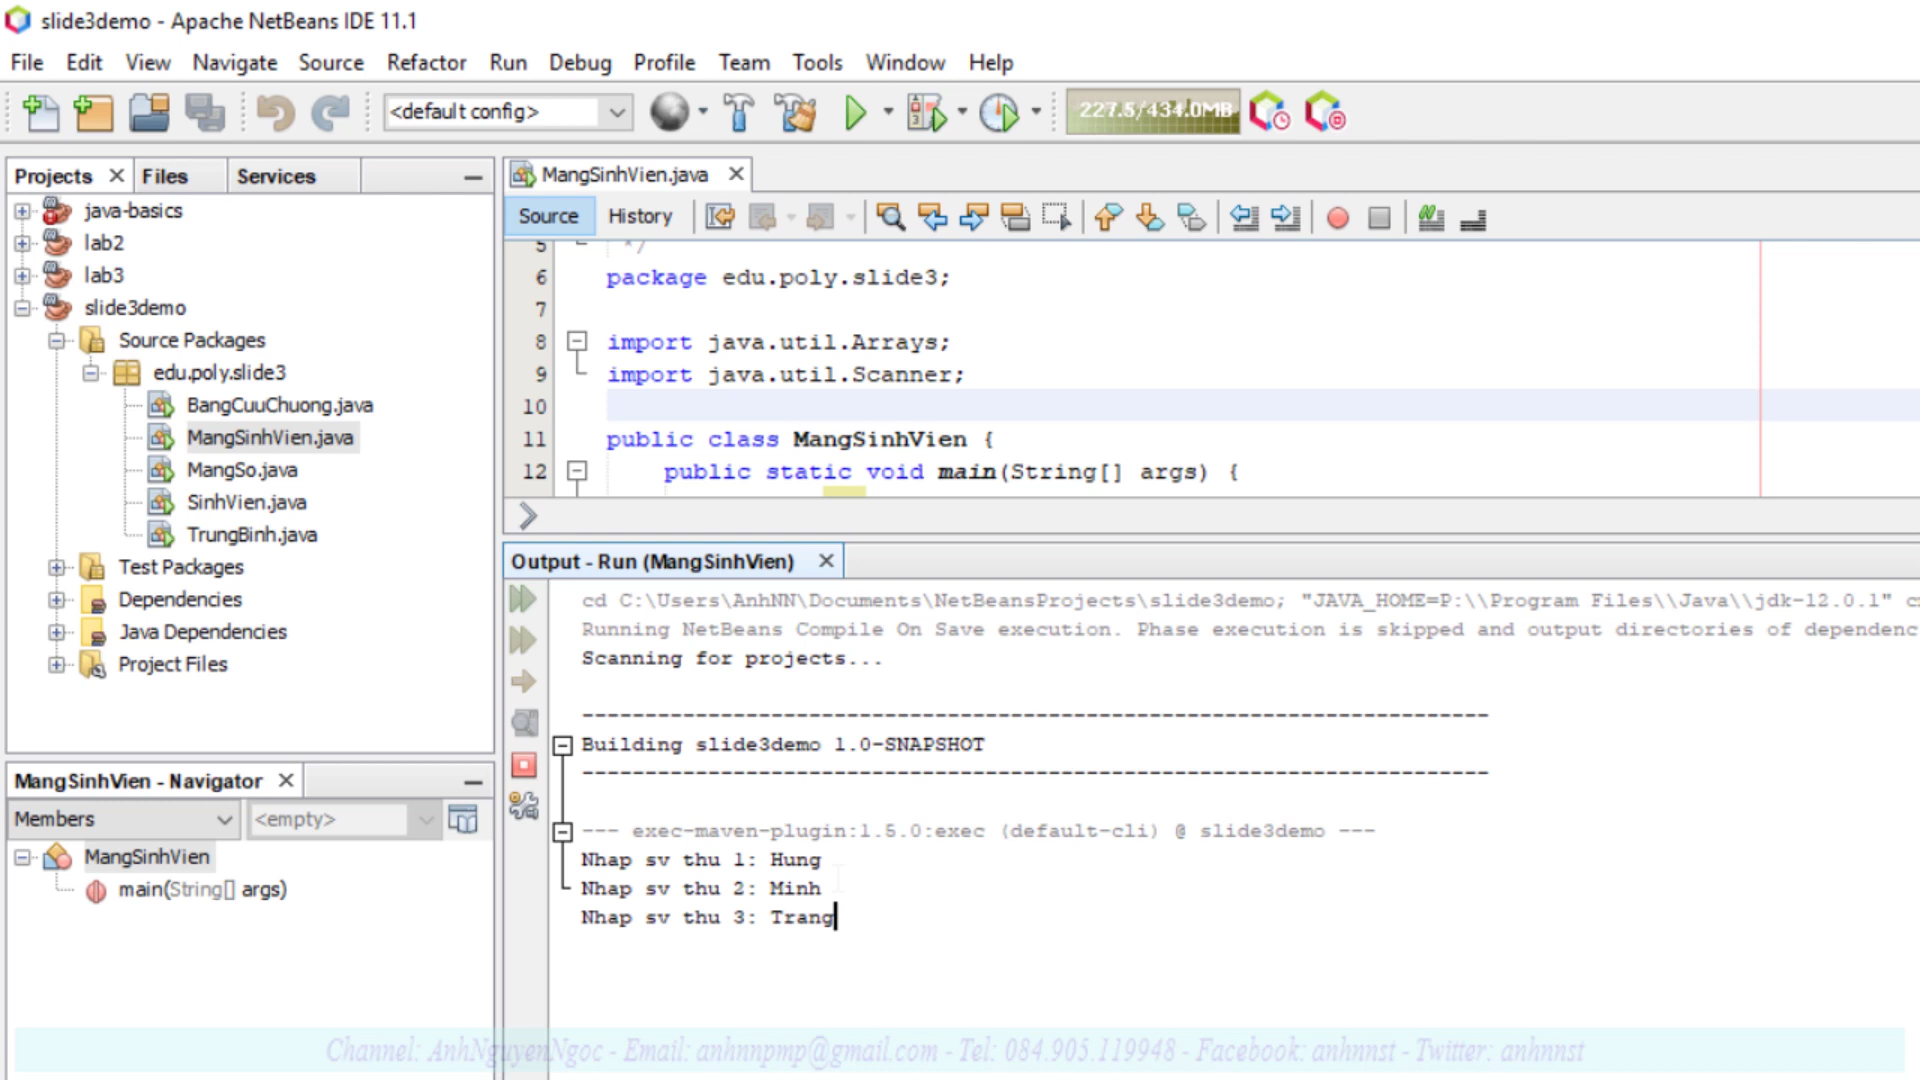 slide3demo - Apache NetBeans IDE 11.1
File Edit View Navigate Source Refactor Run Debug Profile Team Tools Window Help
<default config>
227.5/434.0MB
Projects Files Services
MangSinhVien.java
Source History
java-basics
lab2
lab3
slide3demo
Source Packages
edu.poly.slide3
BangCuuChuong.java
MangSinhVien.java
MangSo.java
SinhVien.java
TrungBinh.java
Test Packages
Dependencies
Java Dependencies
Project Files
5 */
6 package edu.poly.slide3;
7
8 import java.util.Arrays;
9 import java.util.Scanner;
10
11 public class MangSinhVien {
12 public static void main(String[] args) {
Output - Run (MangSinhVien)
cd C:\Users\AnhNN\Documents\NetBeansProjects\slide3demo; "JAVA_HOME=P:\\Program Files\\Java\\jdk-12.0.1"
Running NetBeans Compile On Save execution. Phase execution is skipped and output directories of dependenc
Scanning for projects...
------------------------------------------------------------------------
Building slide3demo 1.0-SNAPSHOT
------------------------------------------------------------------------
--- exec-maven-plugin:1.5.0:exec (default-cli) @ slide3demo ---
Nhap sv thu 1: Hung
Nhap sv thu 2: Minh
Nhap sv thu 3: Trang
MangSinhVien - Navigator
Members <empty>
MangSinhVien
main(String[] args)
Channel: AnhNguyenNgoc - Email: anhnnpmp@gmail.com - Tel: 084.905.119948 - Facebook: anhnnst - Twitter: anhnnst